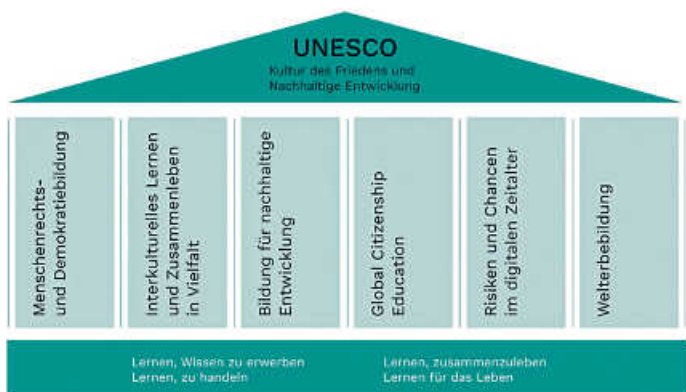 UNESCO
Kultur des Friedens und
Nachhaltige Entwicklung
Menschenrechts-
und Demokratiebildung
Interkulturelles Lernen
und Zusammenleben
in Vielfalt
Bildung für nachhaltige
Entwicklung
Global Citizenship
Education
Risiken und Chancen
im digitalen Zeitalter
Welterbebildung
Lernen, Wissen zu erwerben
Lernen, zu handeln
Lernen, zusammenzuleben
Lernen für das Leben